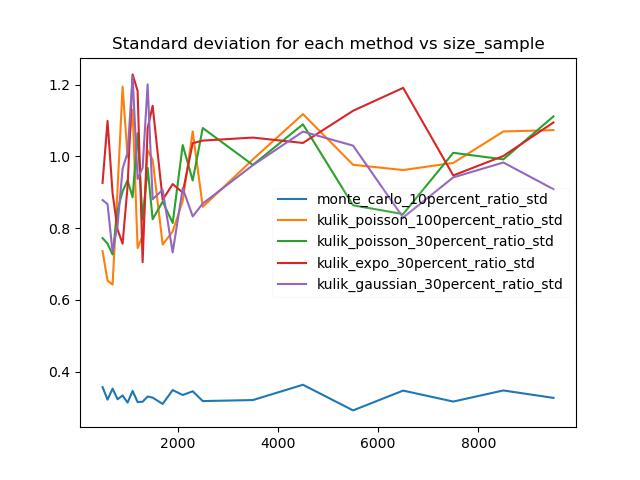 Standard deviation for each method vs size_sample
1.2
1.0
0.8
0.6
0.4
monte_carlo_10percent_ratio_std
kulik_poisson_100percent_ratio_std
kulik_poisson_30percent_ratio_std
kulik_expo_30percent_ratio_std
kulik_gaussian_30percent_ratio_std
2000 4000 6000 8000